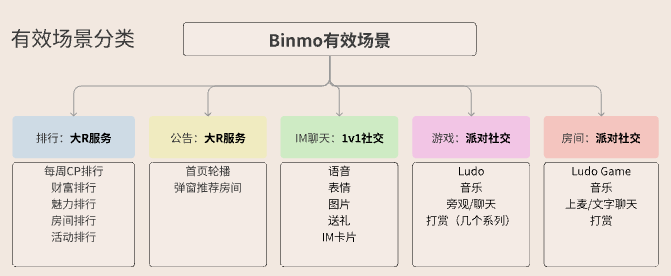 有效场景分类
Binmo有效场景
排行：大R服务
每周CP排行
财富排行
魅力排行
房间排行
活动排行
公告：大R服务
首页轮播
弹窗推荐房间
IM聊天：1v1社交
语音
表情
图片
送礼
IM卡片
游戏：派对社交
Ludo
音乐
旁观/聊天
打赏（几个系列）
房间：派对社交
Ludo Game
音乐
上麦/文字聊天
打赏